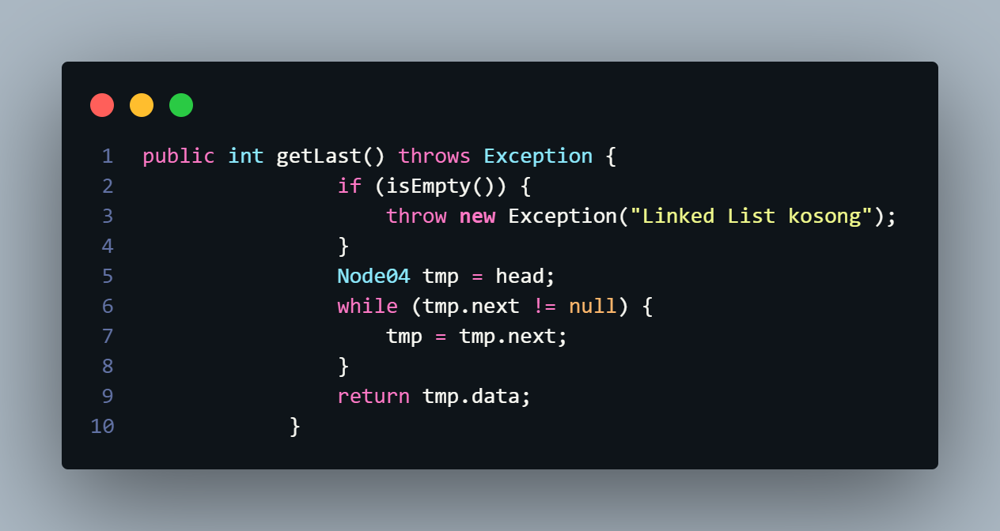 1 public int getLast() throws Exception {
2 if (isEmpty()) {
3 throw new Exception("Linked List kosong");
4 }
5 Node04 tmp = head;
6 while (tmp.next != null) {
7 tmp = tmp.next;
8 }
9 return tmp.data;
10 }